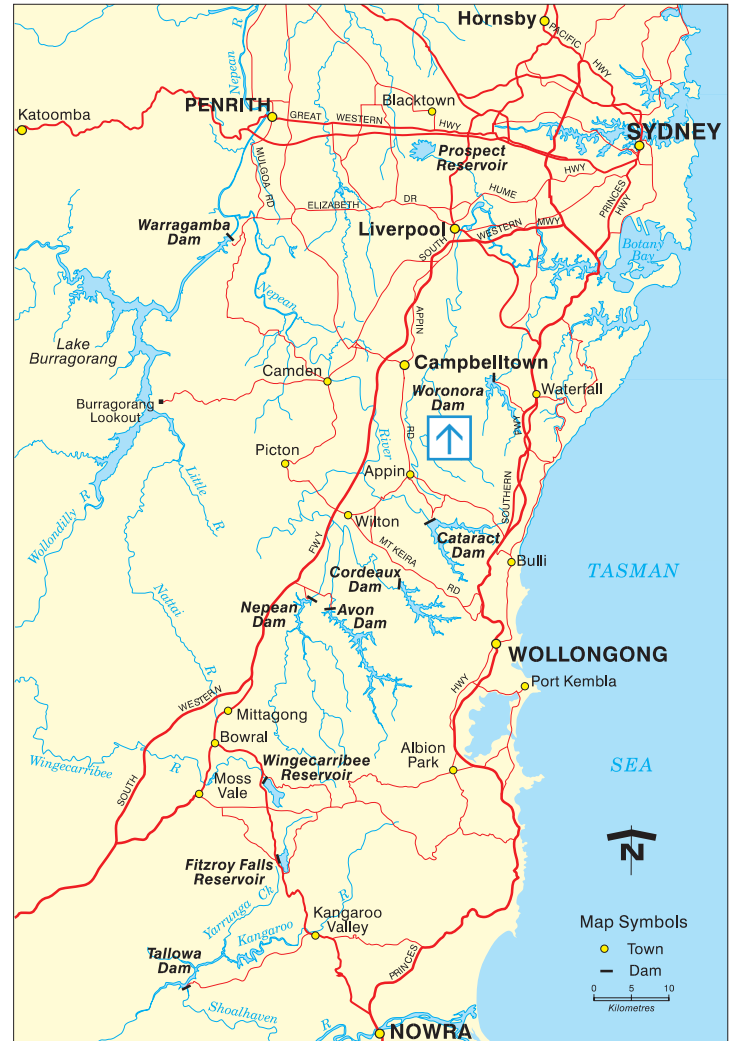 Hornsby
PACIFIC
HWY
Nepean
R
Katoomba
PENRITH
Blacktown
GREAT WESTERN
HWY
SYDNEY
Prospect
Reservoir
MULGOA RD
HWY
HUME
ELIZABETH
DR
PRINCES
HWY
Warragamba
Dam
Liverpool
SOUTH
WESTERN
MWY
Botany
Bay
Nepean
APPIN
Lake
Burragorang
Camden
Campbelltown
Woronora
Dam
Waterfall
Burragorang
Lookout
FWY
River
RD
Picton
Appin
Little
R
SOUTHERN
Wollondilly R
Wilton
Cataract
Dam
MT KEIRA
RD
FWY
Bulli
TASMAN
Cordeaux
Dam
Nattai
R
Nepean
Dam
Avon
Dam
WOLLONGONG
HWY
Port Kembla
WESTERN
Mittagong
Bowral
Albion
Park
Wingecarribee
R
Wingecarribee
Reservoir
SEA
Moss
Vale
SOUTH
N
Fitzroy Falls
Reservoir
Yarrunga Ck
Kangaroo
R
Kangaroo
Valley
Map Symbols
Town
Dam
0 5 10
Kilometres
Tallowa
Dam
PRINCES
Shoalhaven
R
NOWRA